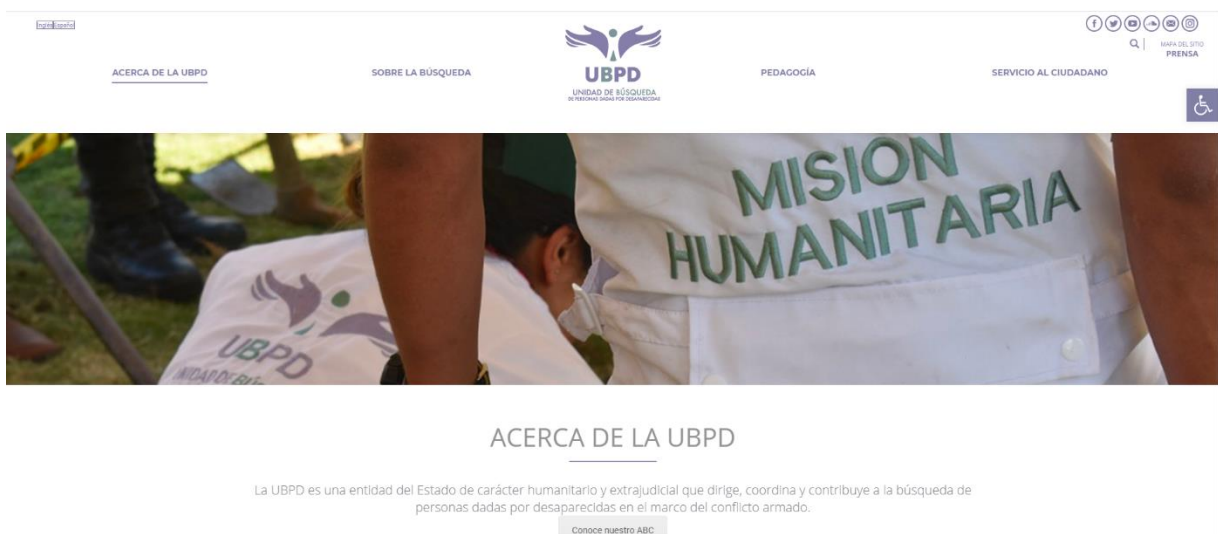 Inglés Español
MAPA DEL SITIO
PRENSA
ACERCA DE LA UBPD
SOBRE LA BÚSQUEDA
UBPD
UNIDAD DE BÚSQUEDA
DE PERSONAS DADAS POR DESAPARECIDAS
PEDAGOGÍA
SERVICIO AL CIUDADANO
MISION
HUMANITARIA
UBPD
UNIDAD DE
ACERCA DE LA UBPD
La UBPD es una entidad del Estado de carácter humanitario y extrajudicial que dirige, coordina y contribuye a la búsqueda de
personas dadas por desaparecidas en el marco del conflicto armado.
Conoce nuestro ABC